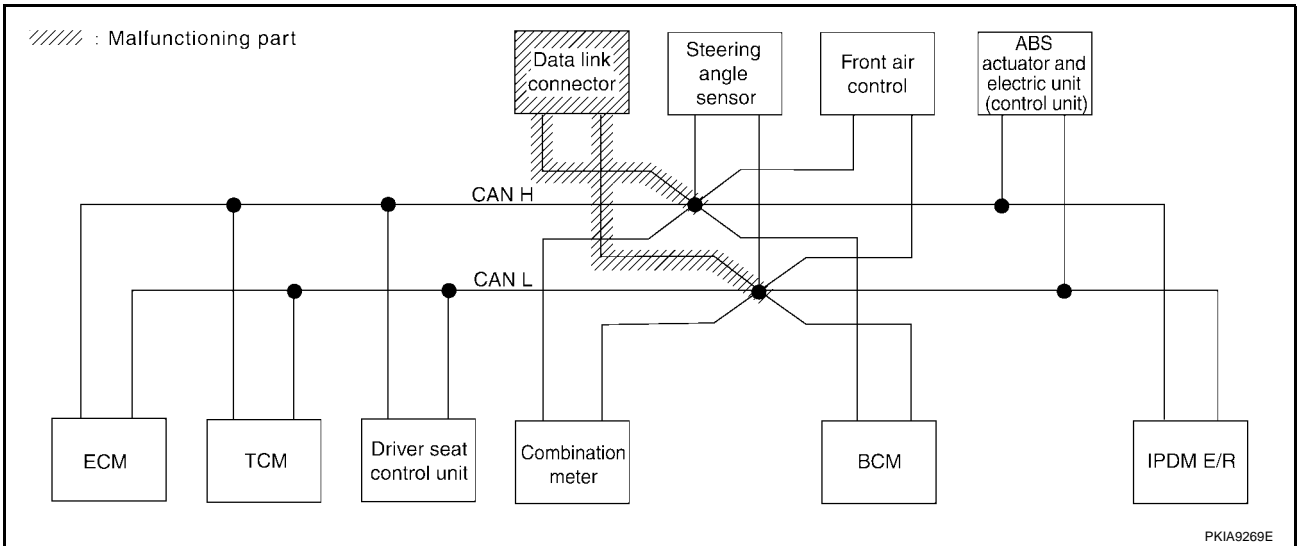 : Malfunctioning part
Data link
connector
Steering
angle
sensor
Front air
control
ABS
actuator and
electric unit
(control unit)
CAN H
CAN L
ECM
TCM
Driver seat
control unit
Combination
meter
BCM
IPDM E/R
PKIA9269E